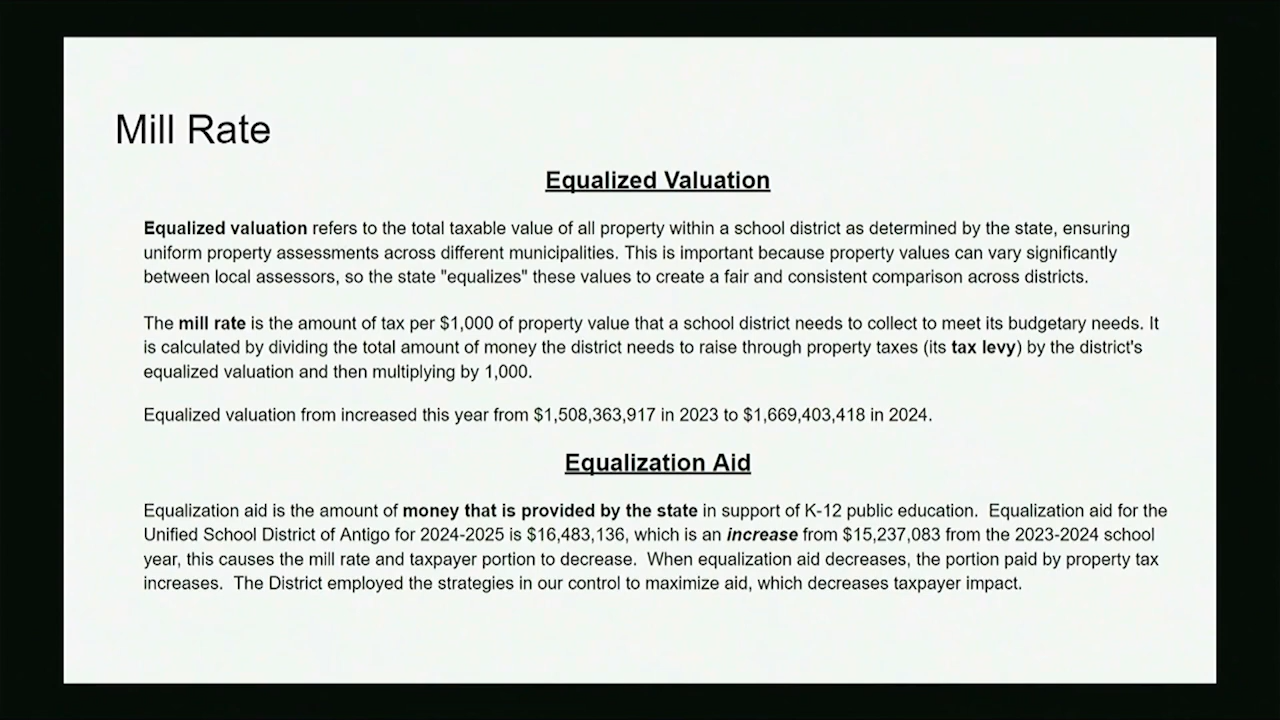 Mill Rate
Equalized Valuation
Equalized valuation refers to the total taxable value of all property within a school district as determined by the state, ensuring
uniform property assessments across different municipalities. This is important because property values can vary significantly
between local assessors, so the state "equalizes" these values to create a fair and consistent comparison across districts.
The mill rate is the amount of tax per $1,000 of property value that a school district needs to collect to meet its budgetary needs. It
is calculated by dividing the total amount of money the district needs to raise through property taxes (its tax levy) by the district's
equalized valuation and then multiplying by 1,000.
Equalized valuation from increased this year from $1,508,363,917 in 2023 to $1,669,403,418 in 2024.
Equalization Aid
Equalization aid is the amount of money that is provided by the state in support of K-12 public education.  Equalization aid for the
Unified School District of Antigo for 2024-2025 is $16,483,136, which is an increase from $15,237,083 from the 2023-2024 school
year, this causes the mill rate and taxpayer portion to decrease.  When equalization aid decreases, the portion paid by property tax
increases.  The District employed the strategies in our control to maximize aid, which decreases taxpayer impact.